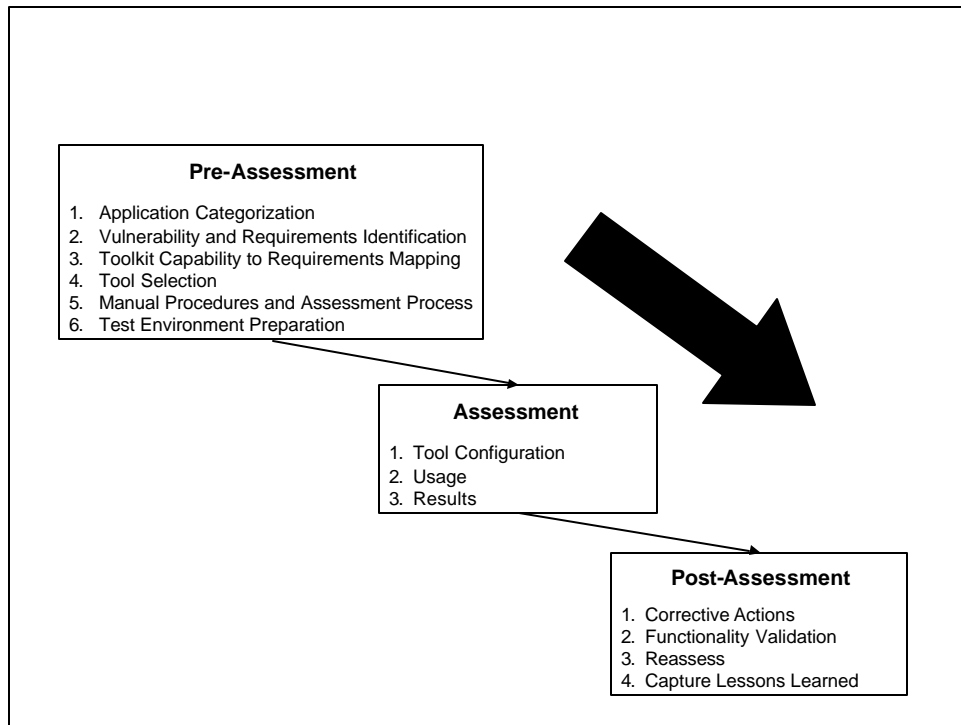 Pre-Assessment
1. Application Categorization
2. Vulnerability and Requirements Identification
3. Toolkit Capability to Requirements Mapping
4. Tool Selection
5. Manual Procedures and Assessment Process
6. Test Environment Preparation
Assessment
1. Tool Configuration
2. Usage
3. Results
Post-Assessment
1. Corrective Actions
2. Functionality Validation
3. Reassess
4. Capture Lessons Learned